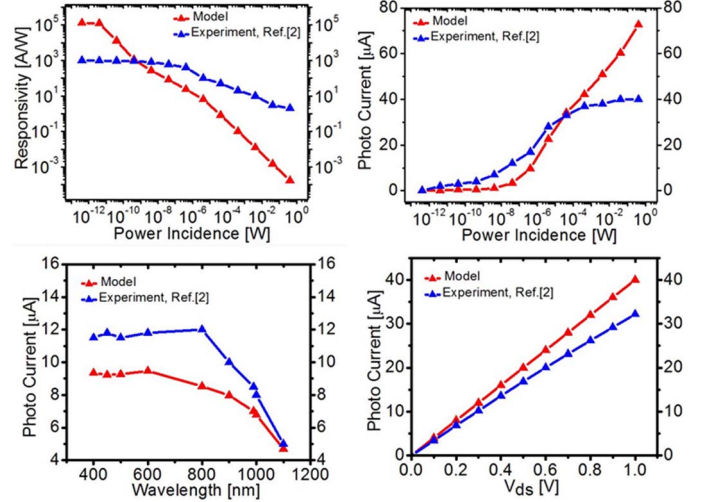 Responsivity [A/W]
10^5
10^3
10^1
10^-1
10^-3
Model
Experiment, Ref.[2]
10^5
10^3
10^1
10^-1
10^-3
10^-12 10^-10 10^-8 10^-6 10^-4 10^-2 10^0
Power Incidence [W]
Photo Current [µA]
80
60
40
20
0
Model
Experiment, Ref.[2]
80
60
40
20
0
10^-12 10^-10 10^-8 10^-6 10^-4 10^-2 10^0
Power Incidence [W]
Photo Current [µA]
16
14
12
10
8
6
4
Model
Experiment, Ref.[2]
16
14
12
10
8
6
4
400 600 800 1000 1200
Wavelength [nm]
Photo Current [µA]
40
30
20
10
0
Model
Experiment, Ref.[2]
40
30
20
10
0
0.0 0.2 0.4 0.6 0.8 1.0
Vds [V]